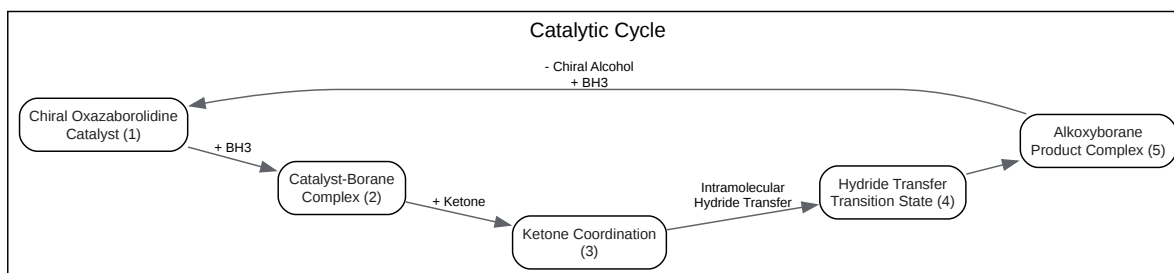 Catalytic Cycle
- Chiral Alcohol
+ BH3
Chiral Oxazaborolidine
Catalyst (1)
+ BH3
Catalyst-Borane
Complex (2)
+ Ketone
Ketone Coordination
(3)
Intramolecular
Hydride Transfer
Hydride Transfer
Transition State (4)
Alkoxyborane
Product Complex (5)